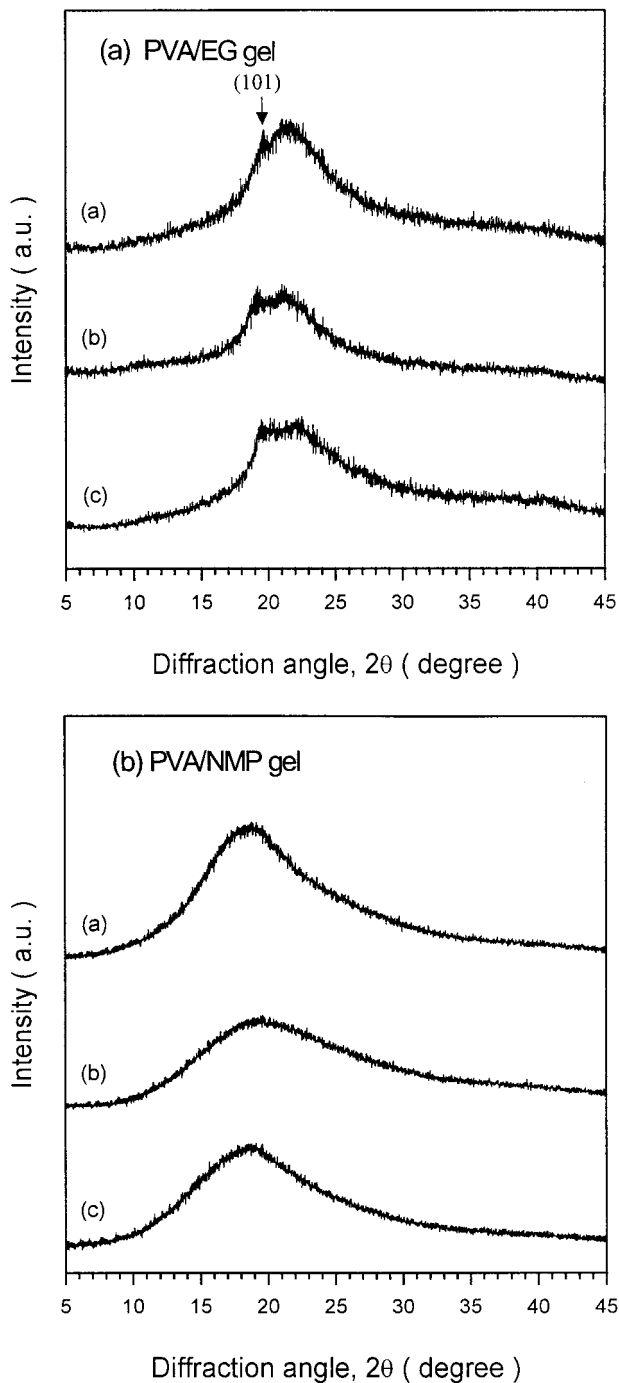 (a) PVA/EG gel
(101)
(a)
(b)
(c)
Intensity ( a.u. )
5 10 15 20 25 30 35 40 45
Diffraction angle, 2θ ( degree )
(b) PVA/NMP gel
(a)
(b)
(c)
Intensity ( a.u. )
5 10 15 20 25 30 35 40 45
Diffraction angle, 2θ ( degree )